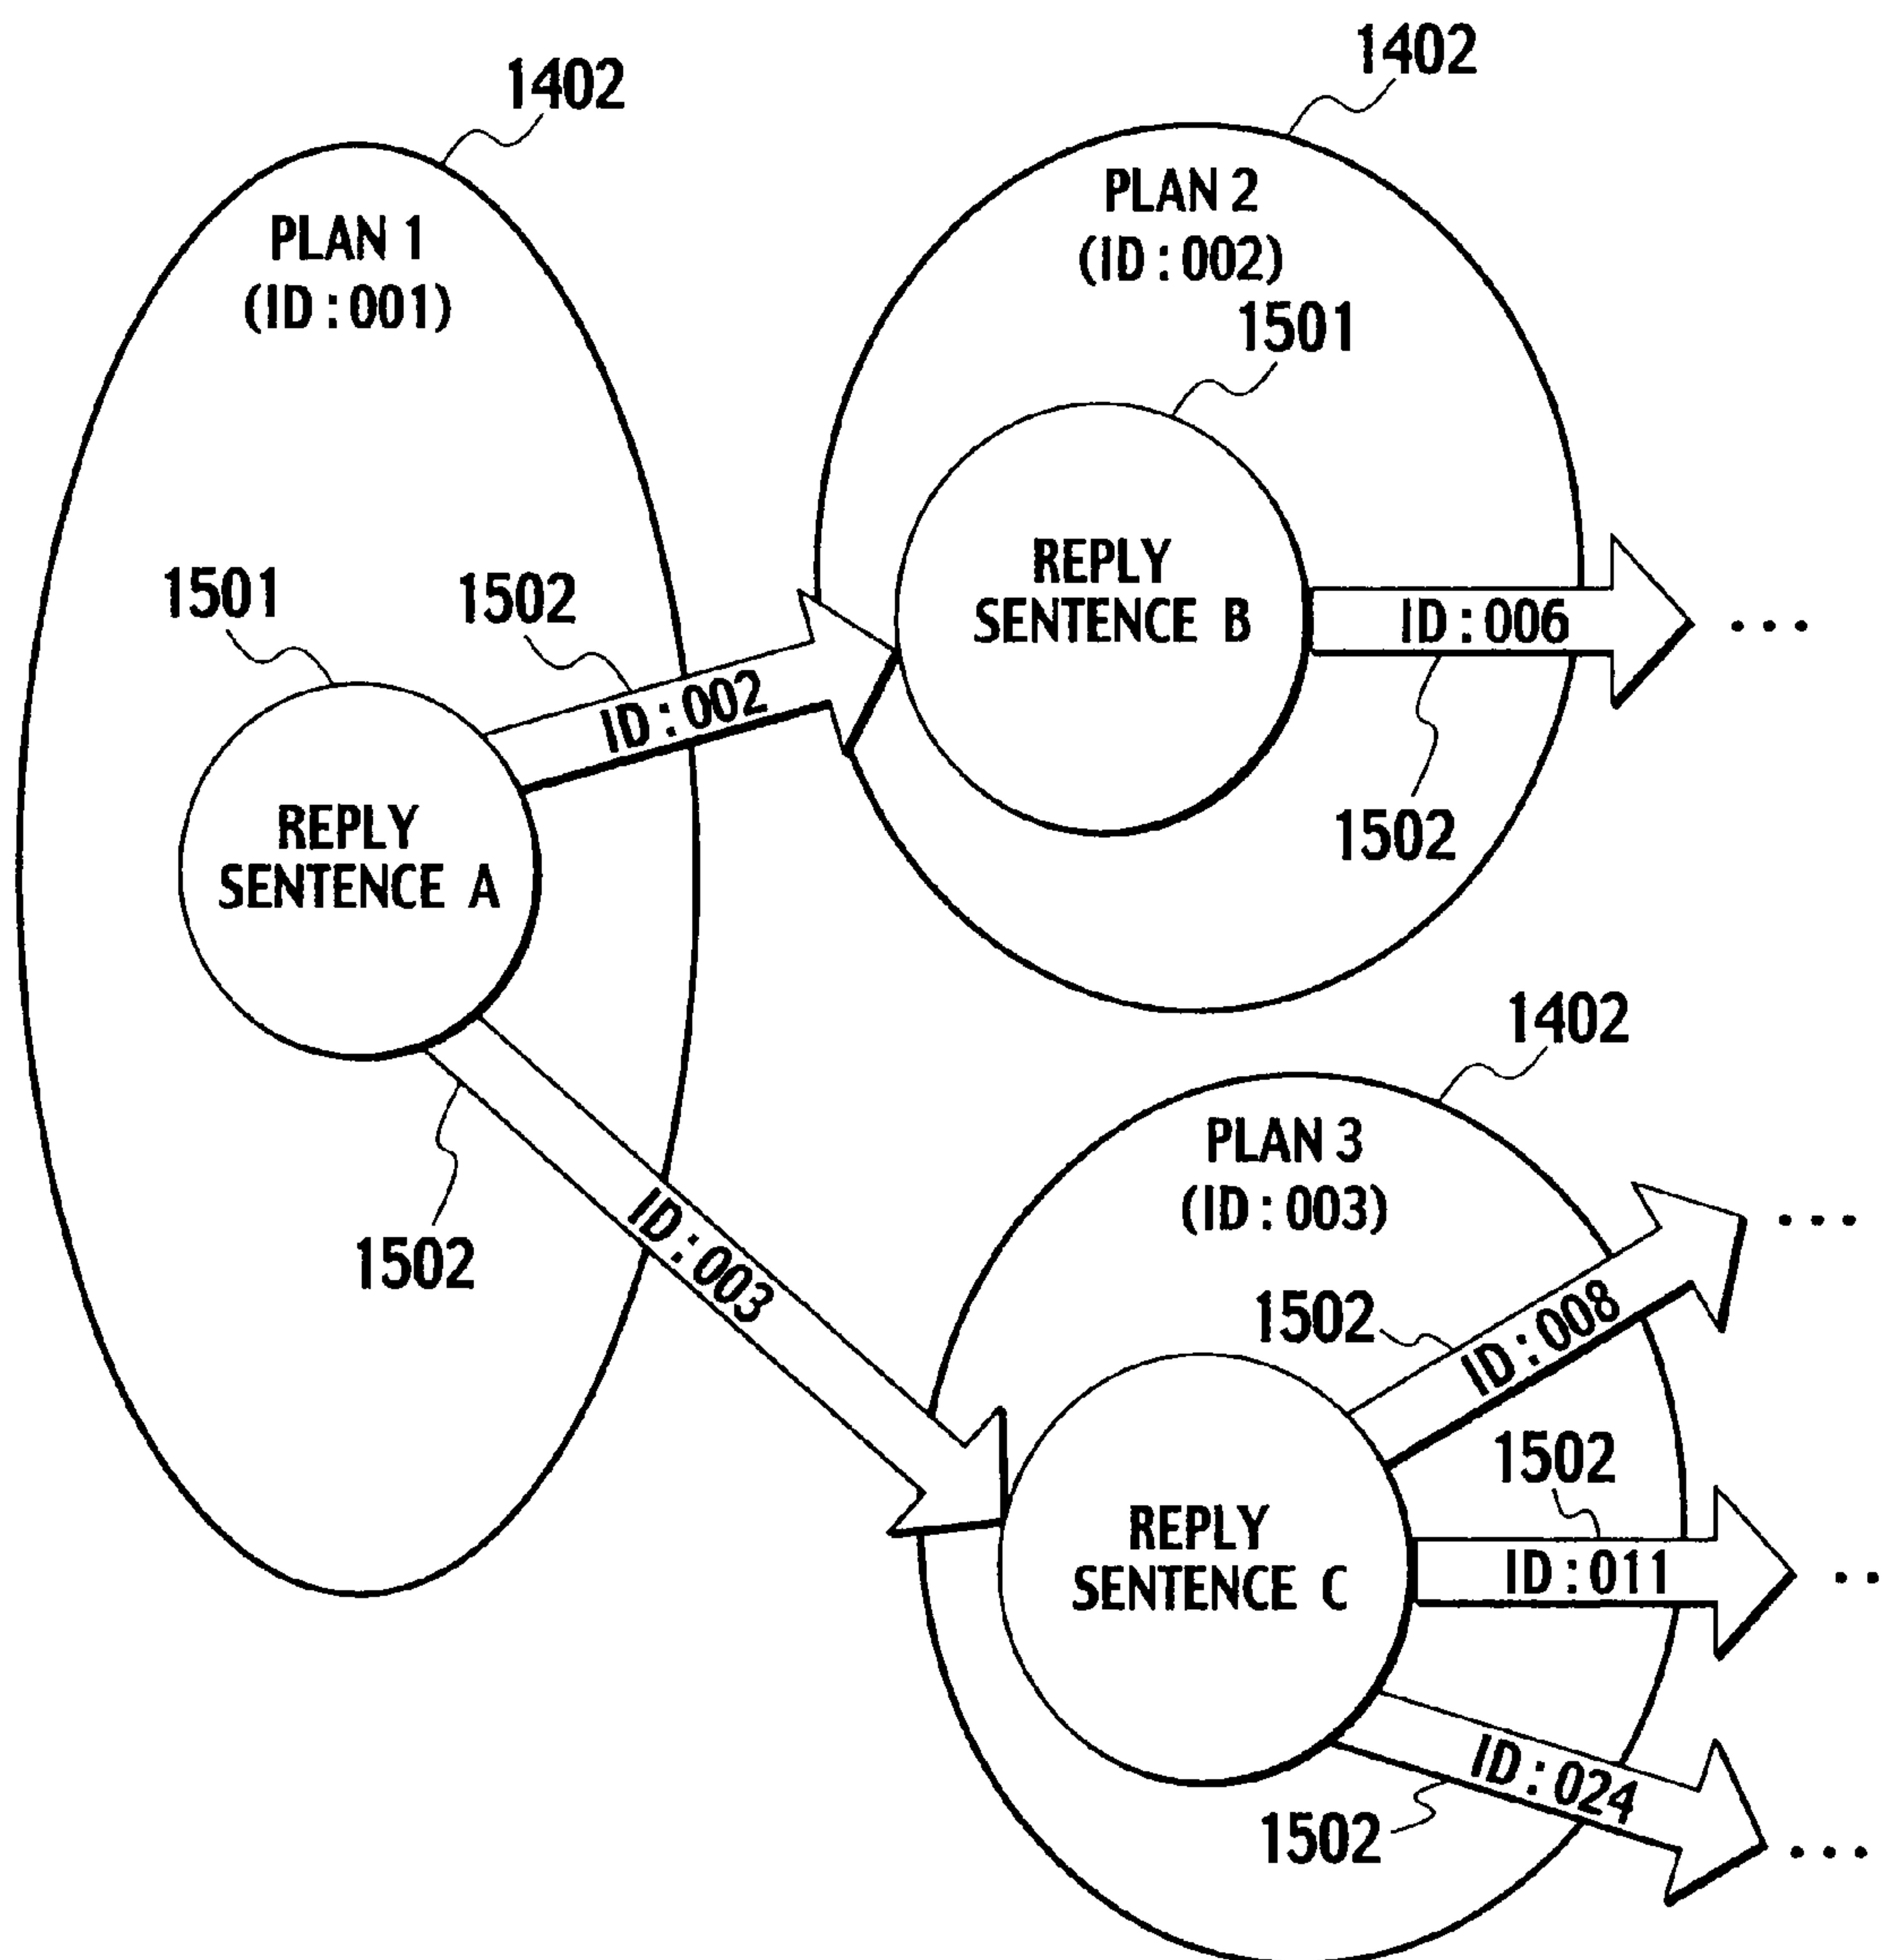 1402
PLAN 1
(ID:001)
1501
1502
ID:002
REPLY
SENTENCE A
1502
ID:003
1402
PLAN 2
(ID:002)
1501
REPLY
SENTENCE B
ID:006
...
1502
1402
PLAN 3
(ID:003)
1502
ID:008
...
1502
REPLY
SENTENCE C
ID:011
..
ID:024
1502
...